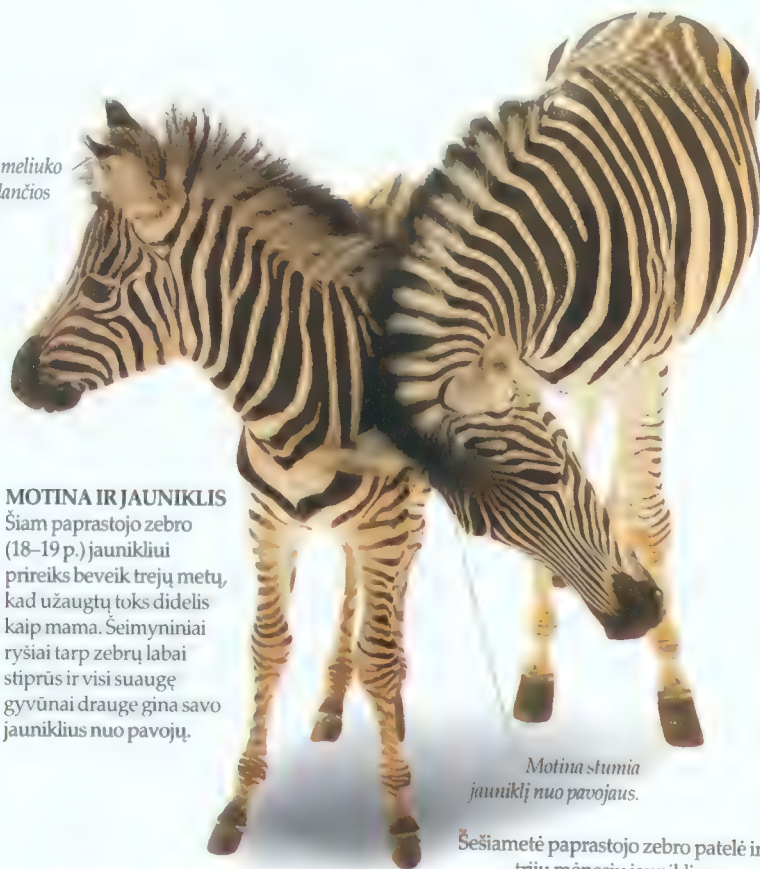 meliuko
MOTINA IR JAUNIKLIS
Šiam paprastojo zebro
(18–19 p.) jaunikliui
prireiks beveik trejų metų,
kad užaugtų toks didelis
kaip mama. Šeimyniniai
ryšiai tarp zebrų labai
stiprūs ir visi suaugę
gyvūnai drauge gina savo
jauniklius nuo pavojų.
Motina stumia
jauniklį nuo pavojaus.
Šešiametė paprastojo zebro patelė ir